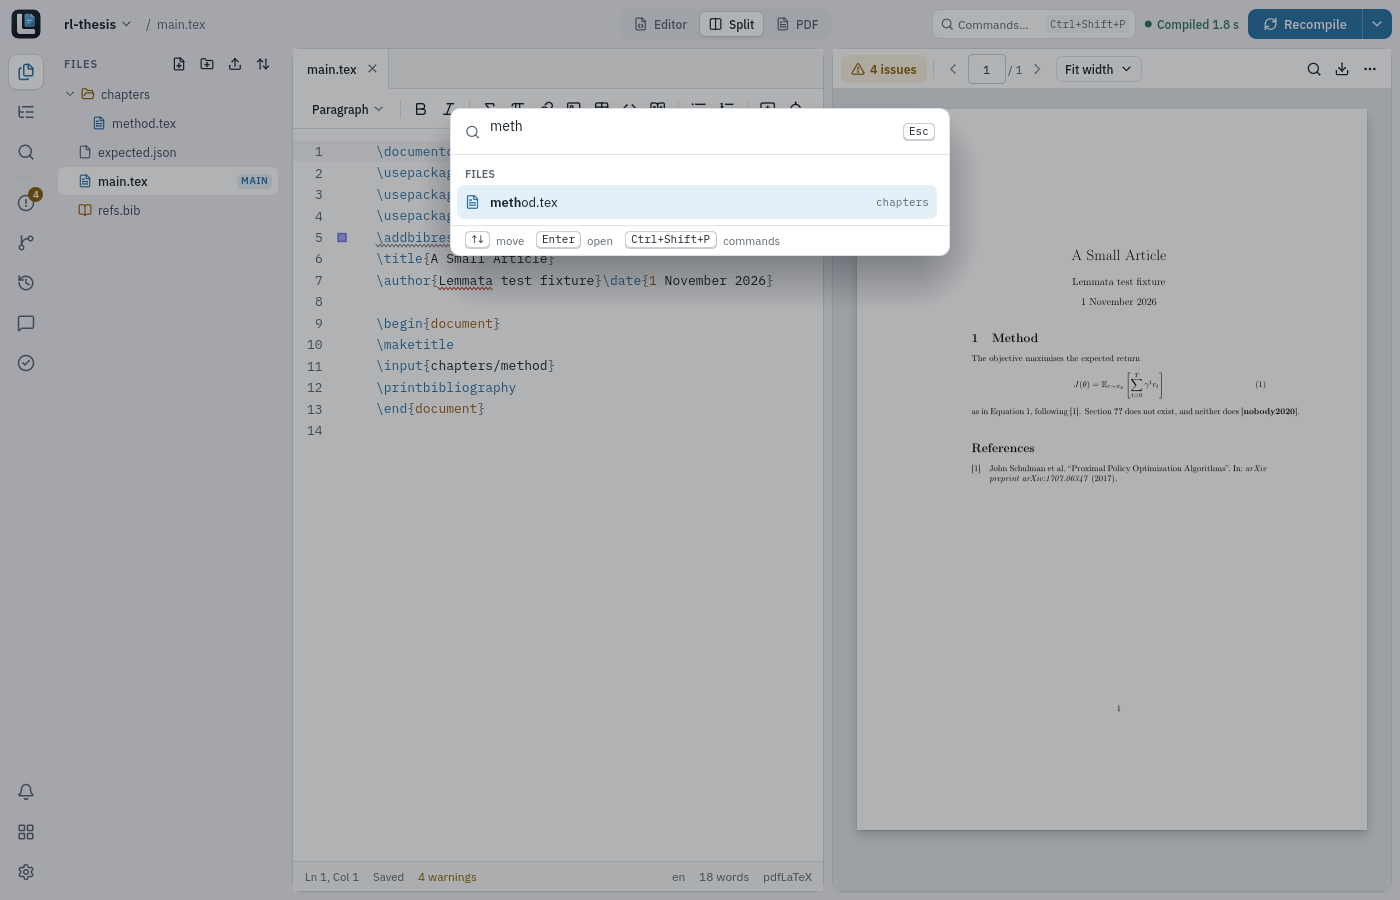 rl-thesis / main.tex
Editor Split PDF
Commands... Ctrl+Shift+P
Compiled 1.8 s
Recompile
FILES
chapters
method.tex
expected.json
main.tex MAIN
refs.bib
4
main.tex
Paragraph
meth
Esc
FILES
method.tex chapters
↑↓ move Enter open Ctrl+Shift+P commands
1 \documentc
2 \usepackag
3 \usepackag
4 \usepackag
5 \addbibres
6 \title{A Small Article}
7 \author{Lemmata test fixture}\date{1 November 2026}
8
9 \begin{document}
10 \maketitle
11 \input{chapters/method}
12 \printbibliography
13 \end{document}
14
Ln 1, Col 1 Saved 4 warnings en 18 words pdfLaTeX
4 issues 1 / 1 Fit width
A Small Article
Lemmata test fixture
1 November 2026
1 Method
The objective maximises the expected return
as in Equation 1, following [1]. Section ?? does not exist, and neither does [nobody2020].
(1)
References
[1] John Schulman et al. “Proximal Policy Optimization Algorithms”. In: arXiv
preprint arXiv:1707.06347 (2017).
1